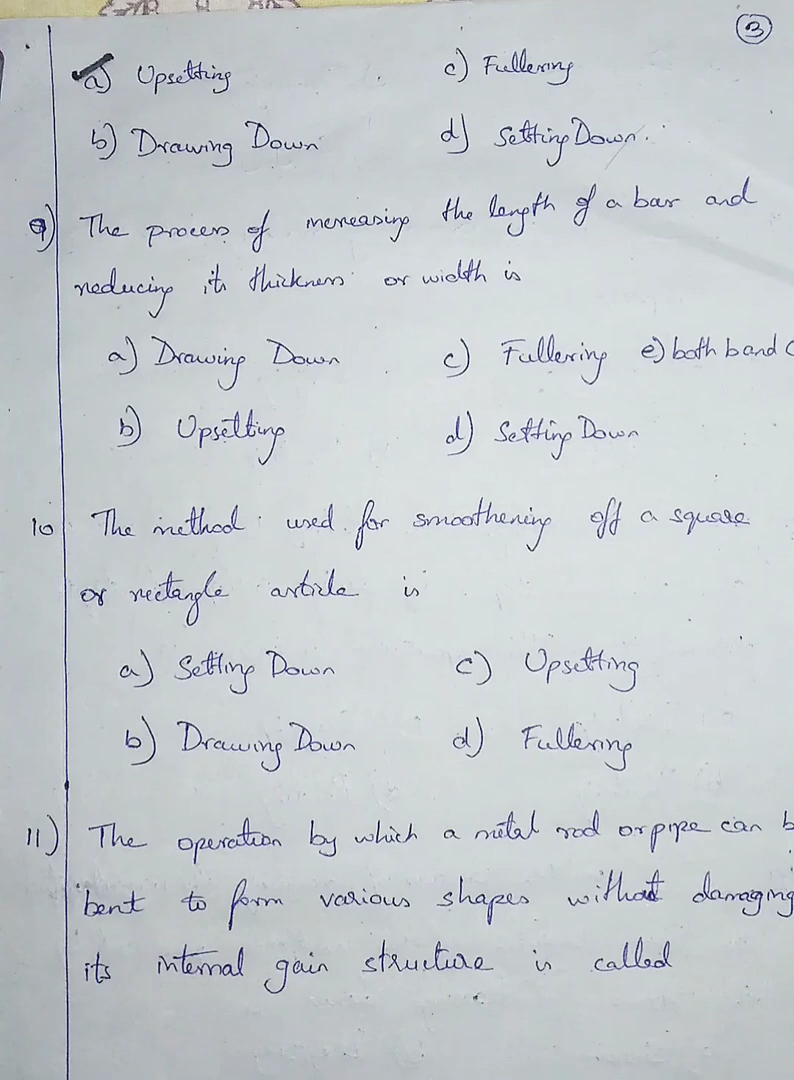 3
a) Upsetting c) Fullering
b) Drawing Down d) Setting Down.
9) The process of increasing the length of a bar and
reducing its thickness or width is
a) Drawing Down c) Fullering e) both b and c
b) Upsetting d) Setting Down
10 The method used for smoothening off a square
or rectangle article is
a) Setting Down c) Upsetting
b) Drawing Down d) Fullering
11) The operation by which a metal rod or pipe can b
bent to form various shapes without damaging
its internal gain structure is called